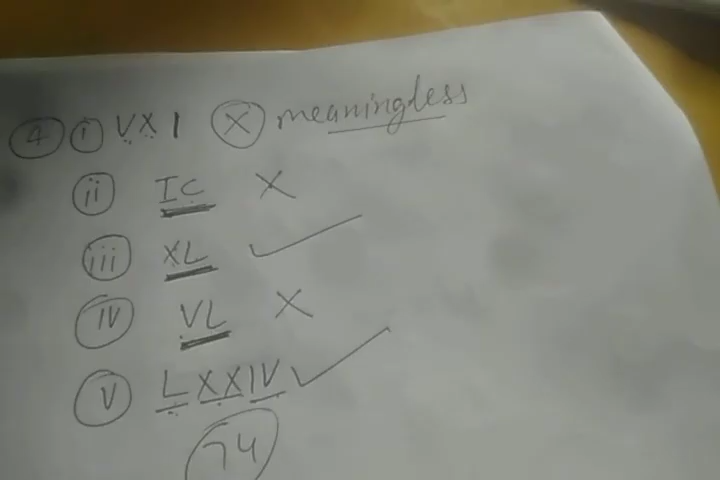 4 i VXI X meaningless
ii IC X
iii XL ✓
iv VL X
v LXXIV ✓
74